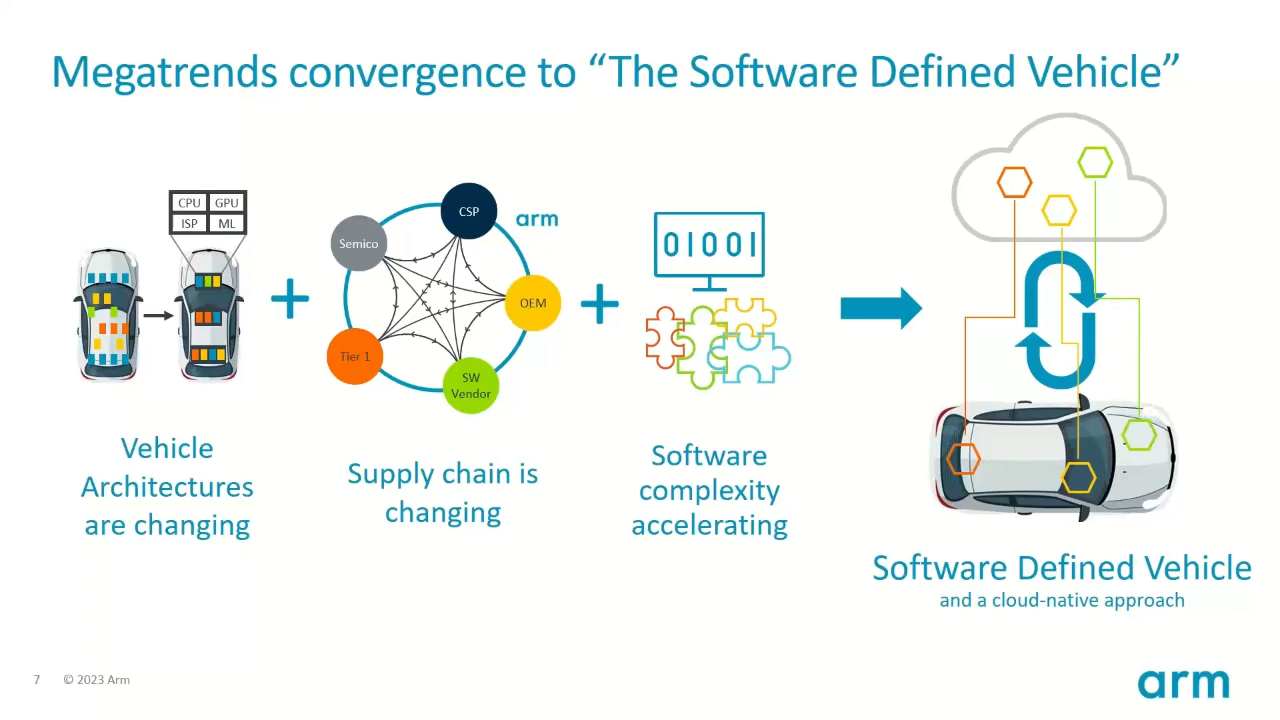 Megatrends convergence to “The Software Defined Vehicle”
CPU GPU
ISP ML
CSP
arm
Semico
OEM
Tier 1
SW
Vendor
01001
Vehicle
Architectures
are changing
Supply chain is
changing
Software
complexity
accelerating
Software Defined Vehicle
and a cloud-native approach
7 © 2023 Arm
arm